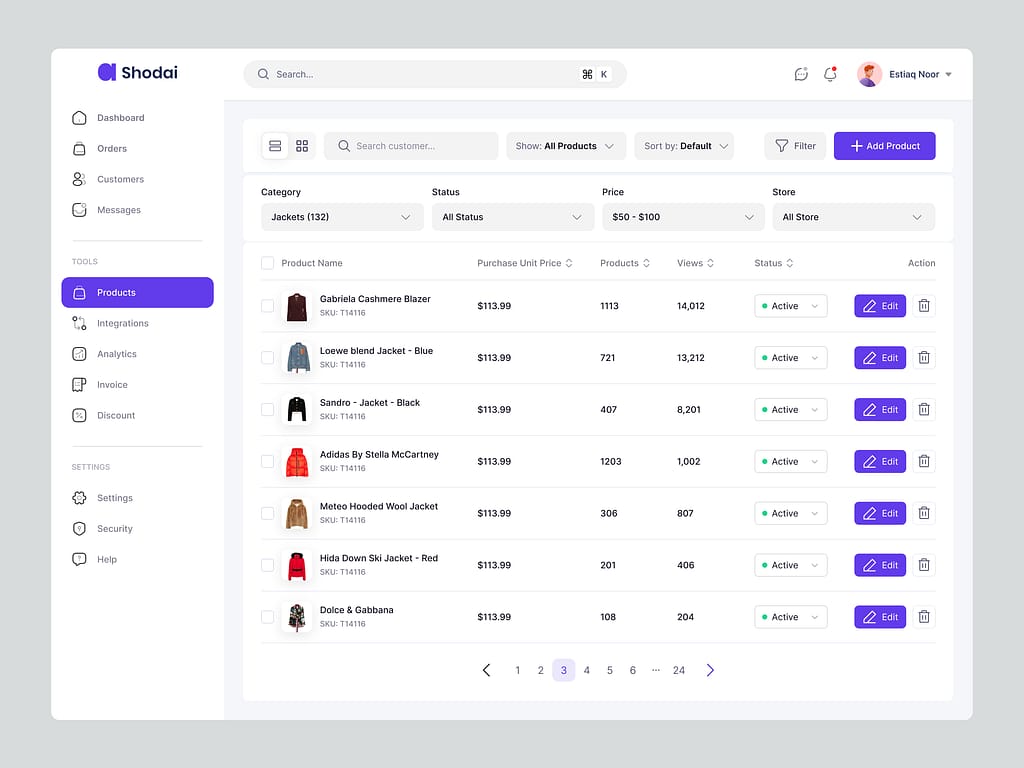 Shodai
Search...
⌘ K
Estiaq Noor
Dashboard
Orders
Customers
Messages
TOOLS
Products
Integrations
Analytics
Invoice
Discount
SETTINGS
Settings
Security
Help
Search customer...
Show: All Products
Sort by: Default
Filter
Add Product
Category
Status
Price
Store
Jackets (132)
All Status
$50 - $100
All Store
Product Name
Purchase Unit Price
Products
Views
Status
Action
Gabriela Cashmere Blazer
SKU: T14116
$113.99
1113
14,012
Active
Edit
Loewe blend Jacket - Blue
SKU: T14116
$113.99
721
13,212
Active
Edit
Sandro - Jacket - Black
SKU: T14116
$113.99
407
8,201
Active
Edit
Adidas By Stella McCartney
SKU: T14116
$113.99
1203
1,002
Active
Edit
Meteo Hooded Wool Jacket
SKU: T14116
$113.99
306
807
Active
Edit
Hida Down Ski Jacket - Red
SKU: T14116
$113.99
201
406
Active
Edit
Dolce & Gabbana
SKU: T14116
$113.99
108
204
Active
Edit
1 2 3 4 5 6 ... 24